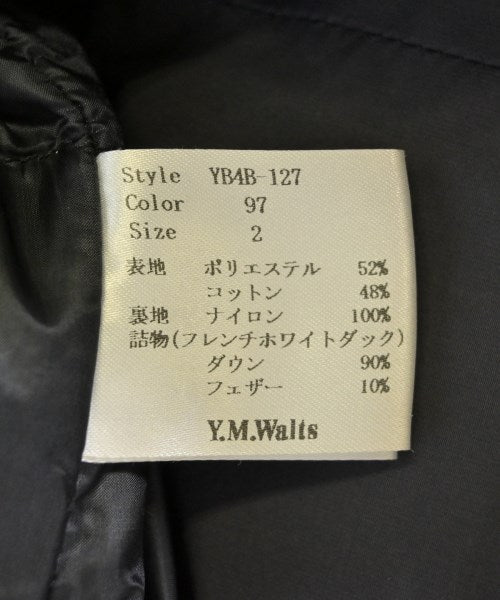 Style YB4B-127
Color 97
Size 2
表地 ポリエステル 52%
コットン 48%
裏地 ナイロン 100%
詰物(フレンチホワイトダック)
ダウン 90%
フェザー 10%
Y.M.Walts